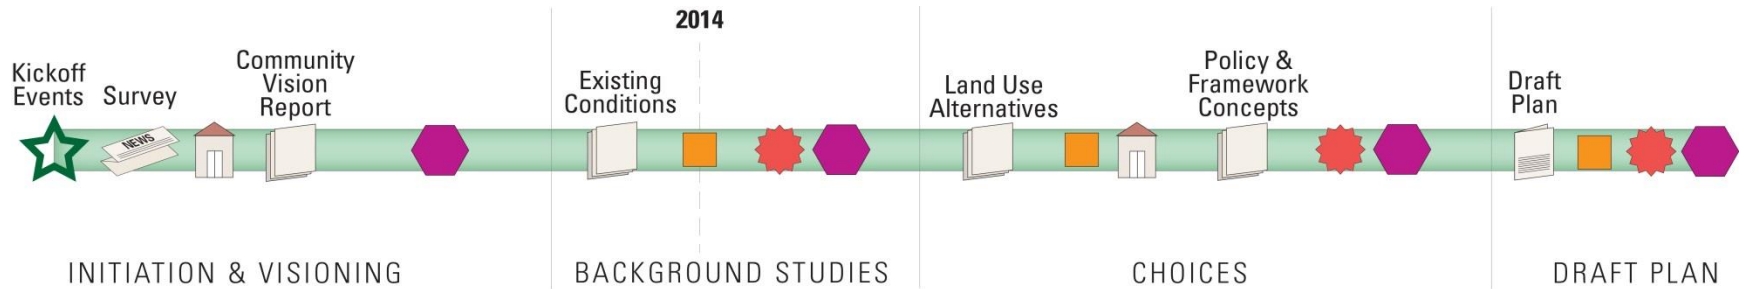 2014
Kickoff
Events
Survey
Community
Vision
Report
Existing
Conditions
Land Use
Alternatives
Policy &
Framework
Concepts
Draft
Plan
NEWS
INITIATION & VISIONING
BACKGROUND STUDIES
CHOICES
DRAFT PLAN